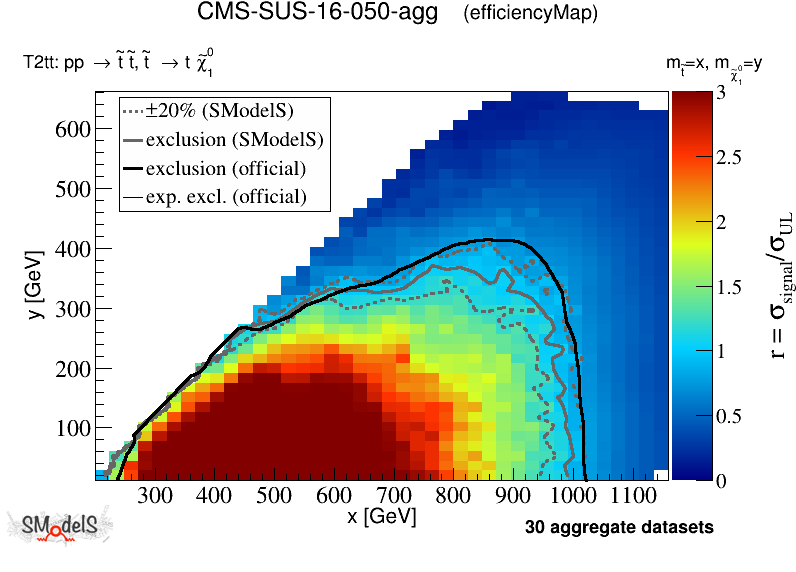 CMS-SUS-16-050-agg (efficiencyMap)
T2tt: pp → t̃ t̃, t̃ → t χ̃⁰₁
m_t̃=x, m_χ̃⁰₁=y
±20% (SModelS)
exclusion (SModelS)
exclusion (official)
exp. excl. (official)
600
500
400
300
200
100
y [GeV]
300 400 500 600 700 800 900 1000 1100
x [GeV]
3
2.5
2
1.5
1
0.5
0
r = σ_signal/σ_UL
SModelS
30 aggregate datasets